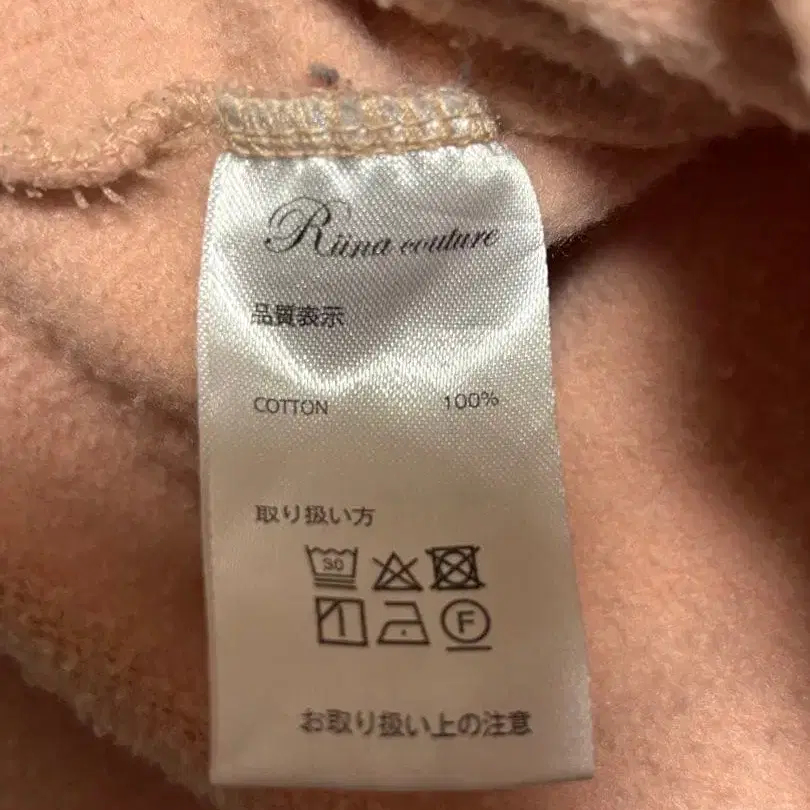 Riina couture
品質表示
COTTON 100%
取り扱い方
30
F
お取り扱い上の注意